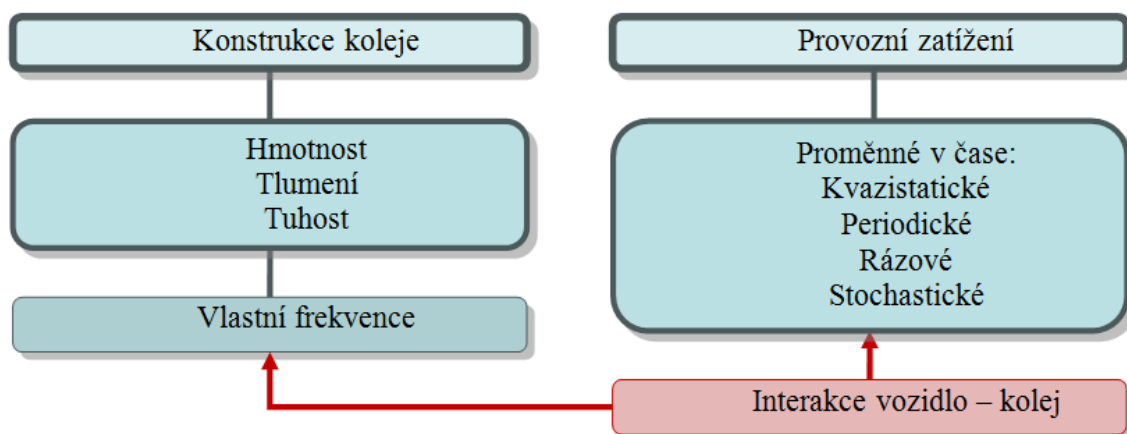 Konstrukce koleje
Hmotnost
Tlumení
Tuhost
Vlastní frekvence
Provozní zatížení
Proměnné v čase:
Kvazistatické
Periodické
Rázové
Stochastické
Interakce vozidlo – kolej